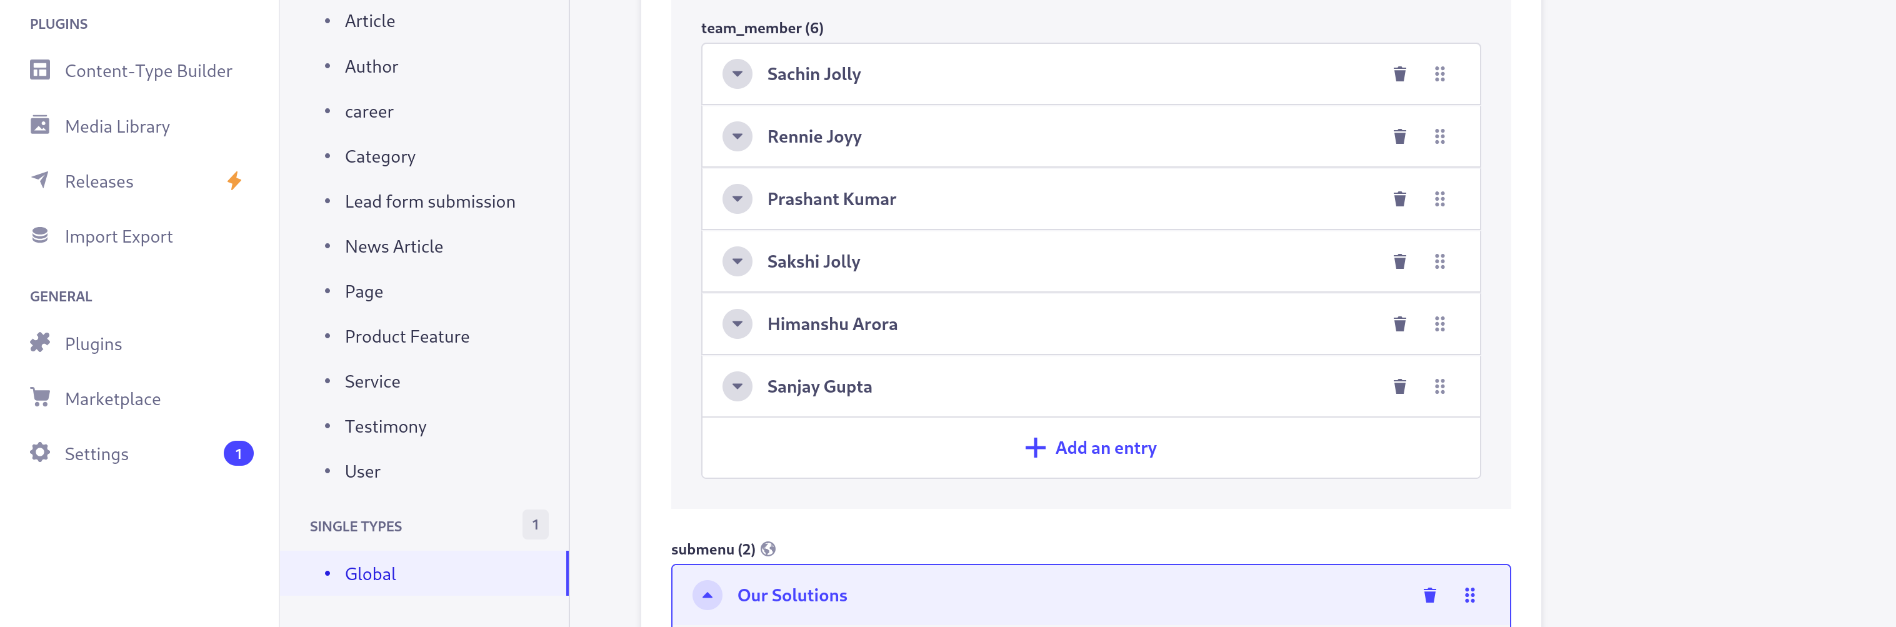 PLUGINS
Content-Type Builder
Media Library
Releases
Import Export
GENERAL
Plugins
Marketplace
Settings
1
Article
Author
career
Category
Lead form submission
News Article
Page
Product Feature
Service
Testimony
User
SINGLE TYPES
1
Global
team_member (6)
Sachin Jolly
Rennie Joyy
Prashant Kumar
Sakshi Jolly
Himanshu Arora
Sanjay Gupta
Add an entry
submenu (2)
Our Solutions